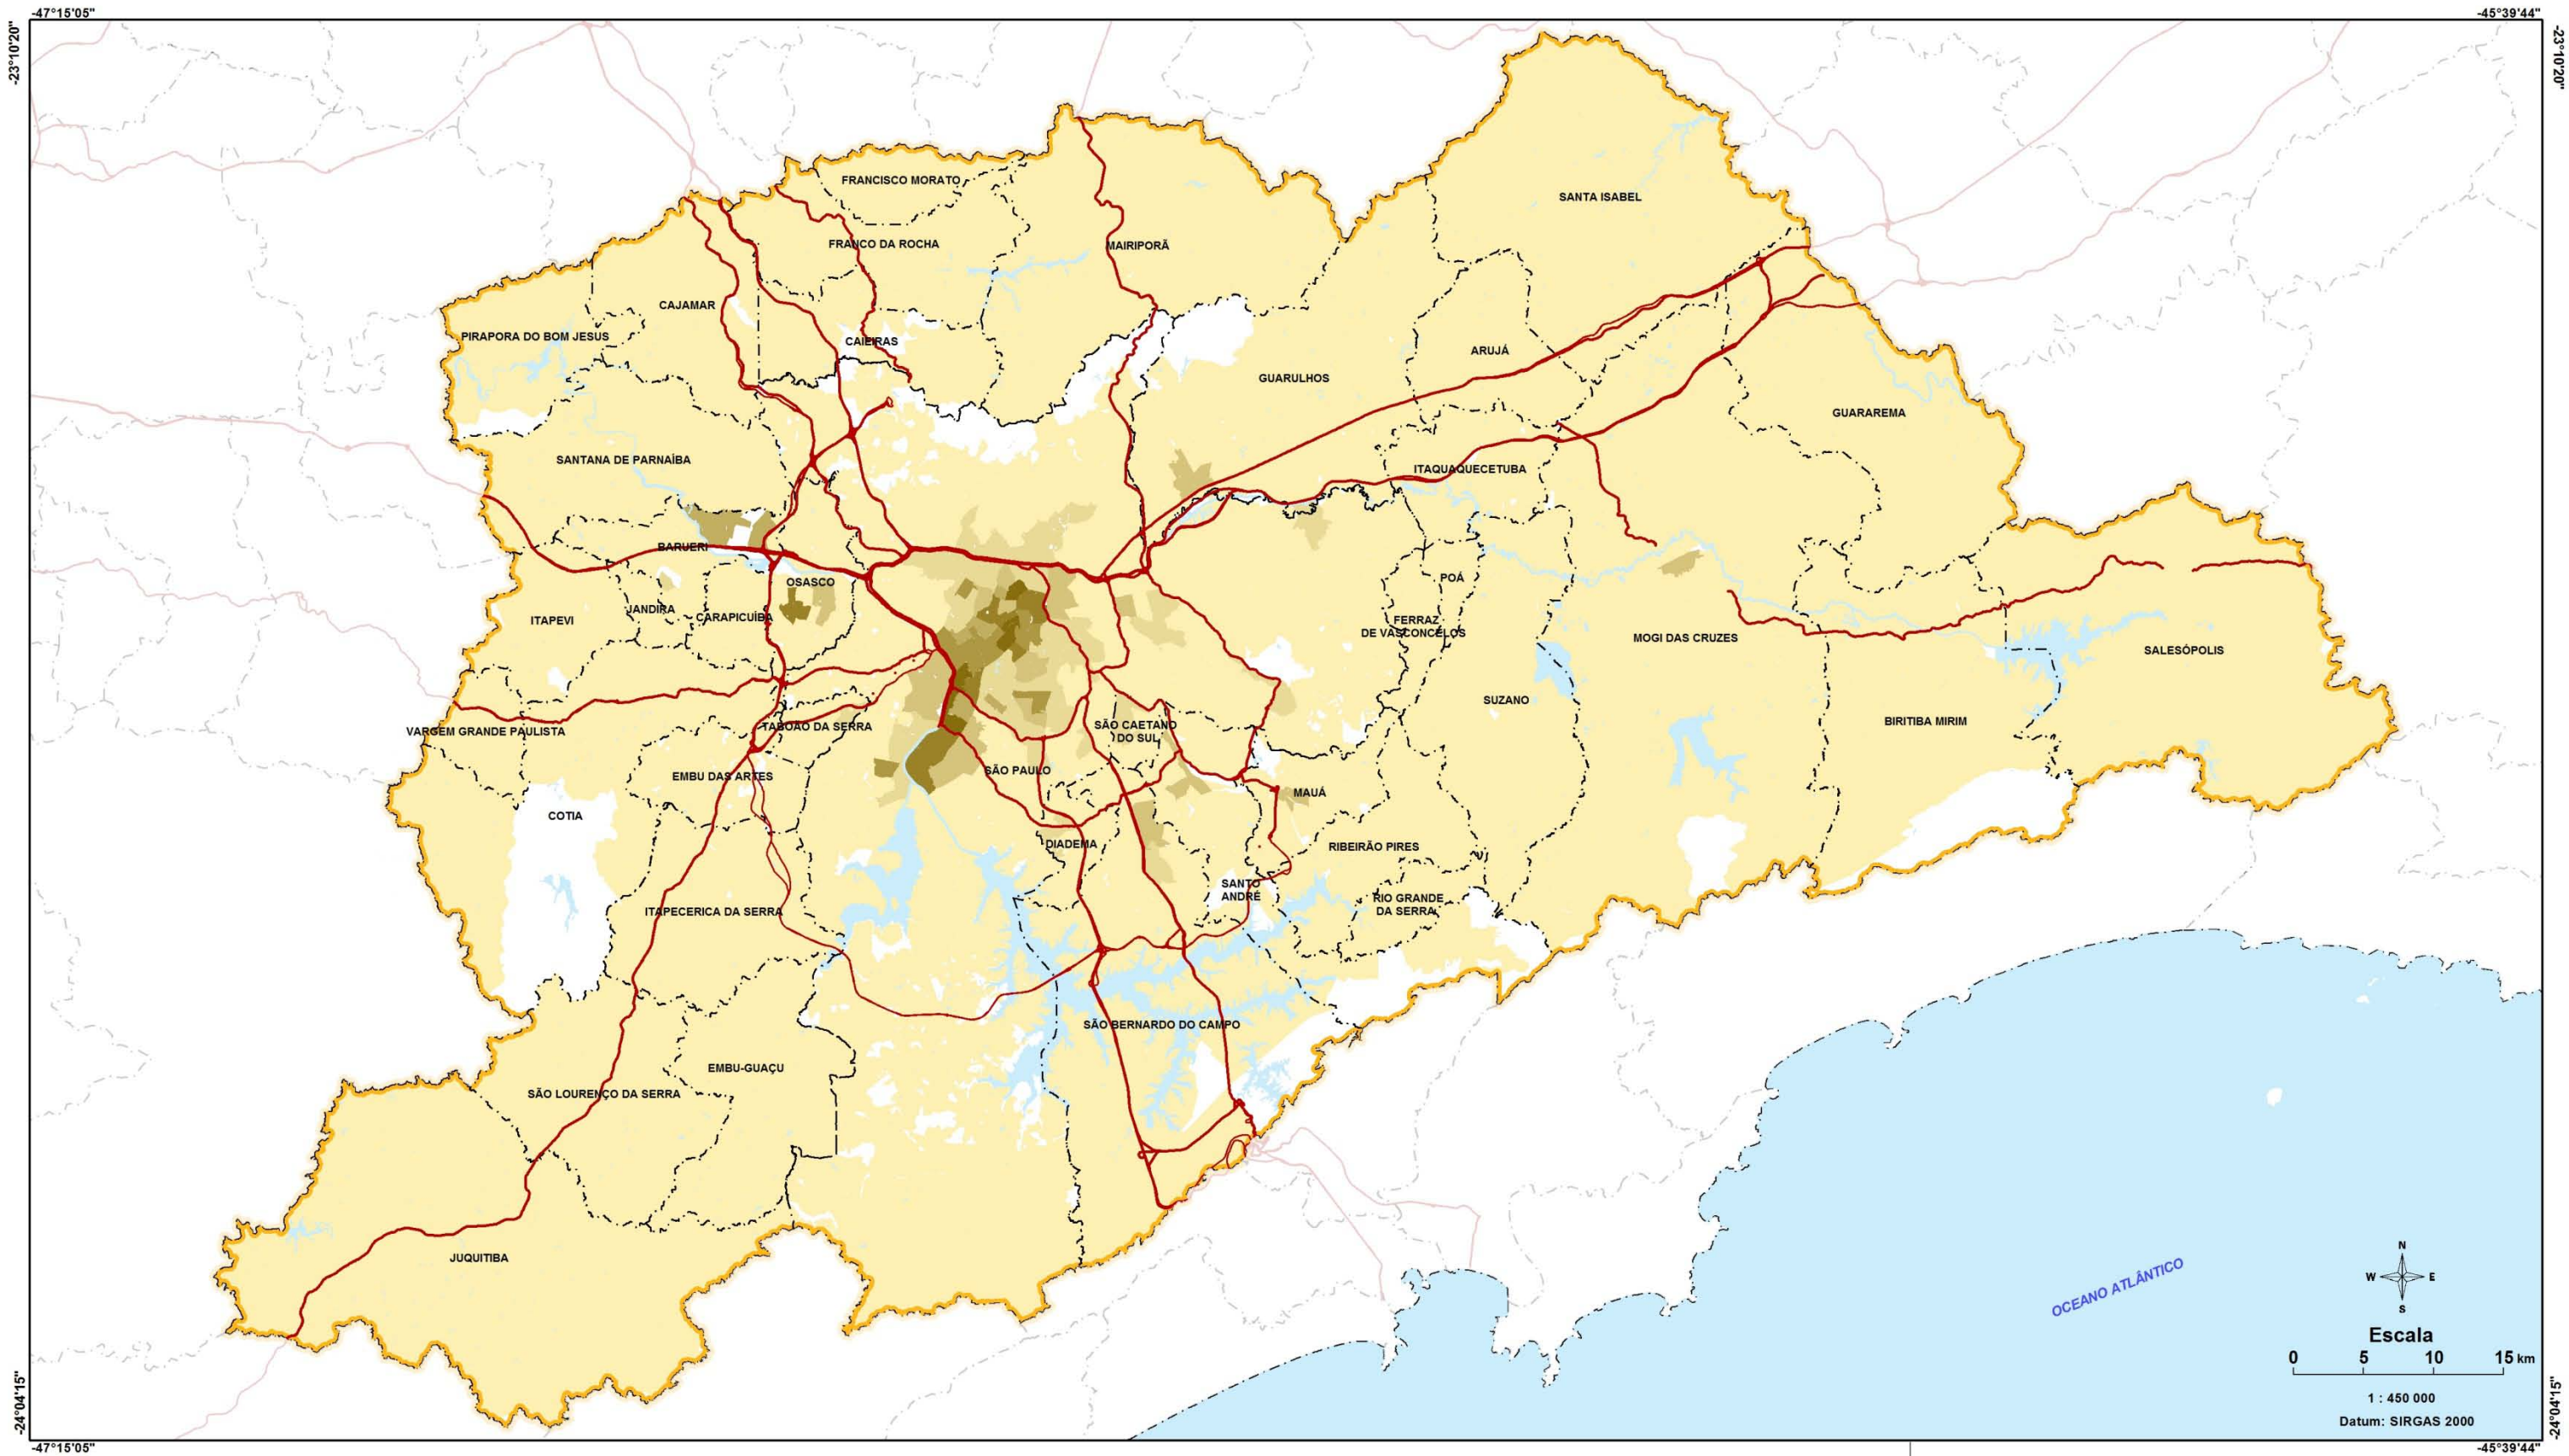 -47°15'05"
-45°39'44"
-23°10'20"
-23°10'20"
FRANCISCO MORATO
SANTA ISABEL
FRANCO DA ROCHA
MAIRIPORÃ
CAJAMAR
PIRAPORA DO BOM JESUS
CAIEIRAS
ARUJÁ
GUARULHOS
GUARAREMA
SANTANA DE PARNAÍBA
ITAQUAQUECETUBA
BARUERI
OSASCO
POÁ
JANDIRA
CARAPICUÍBA
ITAPEVI
FERRAZ
DE VASCONCELOS
MOGI DAS CRUZES
SALESÓPOLIS
SUZANO
BIRITIBA MIRIM
VARGEM GRANDE PAULISTA
TABOÃO DA SERRA
SÃO CAETANO
DO SUL
SÃO PAULO
EMBU DAS ARTES
MAUÁ
COTIA
DIADEMA
RIBEIRÃO PIRES
SANTO
ANDRÉ
RIO GRANDE
DA SERRA
ITAPECERICA DA SERRA
SÃO BERNARDO DO CAMPO
EMBU-GUAÇU
SÃO LOURENÇO DA SERRA
JUQUITIBA
OCEANO ATLÂNTICO
N
W E
S
Escala
0 5 10 15 km
1 : 450 000
Datum: SIRGAS 2000
-24°04'15"
-24°04'15"
-47°15'05"
-45°39'44"